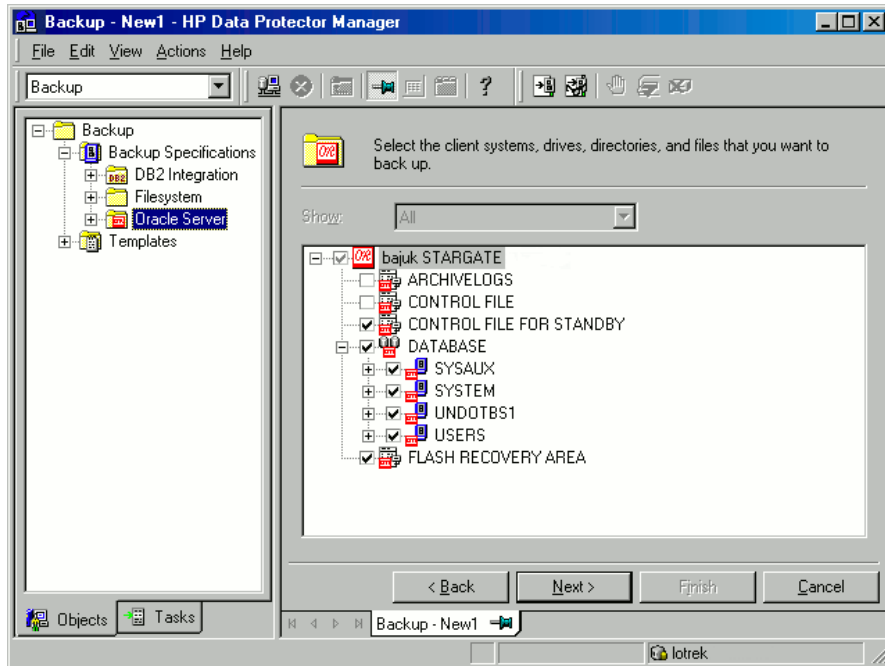 Backup - New1 - HP Data Protector Manager
File Edit View Actions Help
Backup
?
Backup
Backup Specifications
DB2 DB2 Integration
Filesystem
Oracle Server
Templates
Objects
Tasks
Select the client systems, drives, directories, and files that you want to
back up.
Show:
All
bajuk STARGATE
ARCHIVELOGS
CONTROL FILE
CONTROL FILE FOR STANDBY
DATABASE
SYSAUX
SYSTEM
UNDOTBS1
USERS
FLASH RECOVERY AREA
< Back
Next >
Finish
Cancel
Backup - New1
lotrek